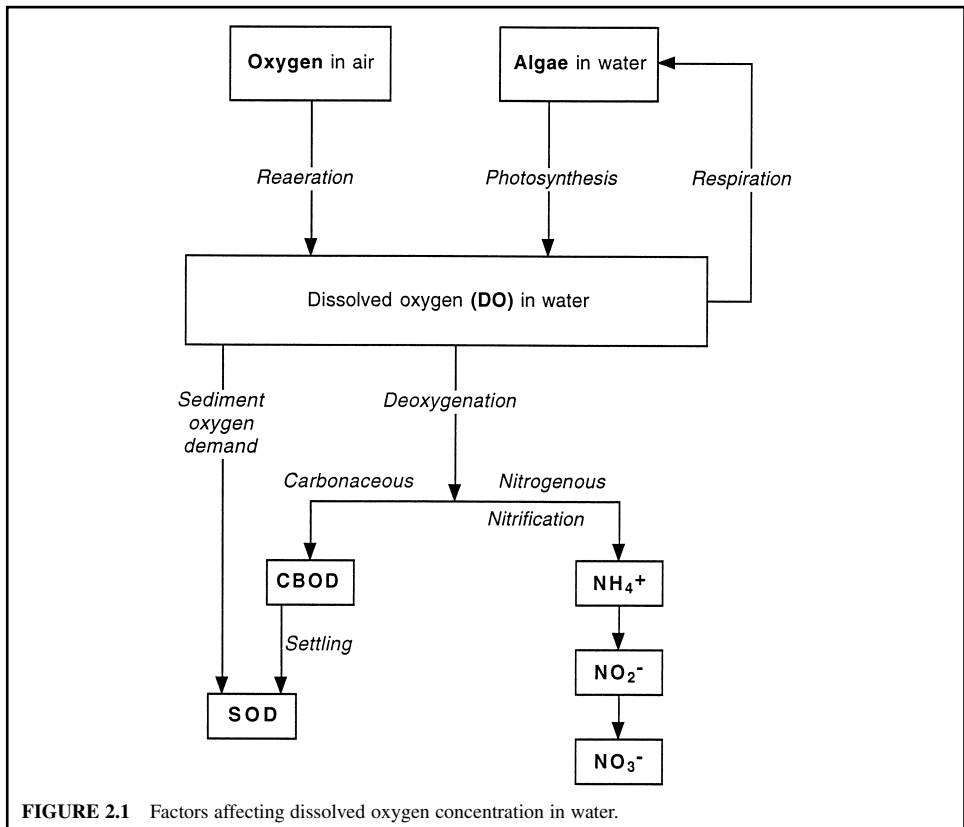 Oxygen in air
Algae in water
Reaeration
Photosynthesis
Respiration
Dissolved oxygen (DO) in water
Sediment
oxygen
demand
Deoxygenation
Carbonaceous
Nitrogenous
Nitrification
CBOD
NH₄⁺
Settling
NO₂⁻
SOD
NO₃⁻
FIGURE 2.1 Factors affecting dissolved oxygen concentration in water.